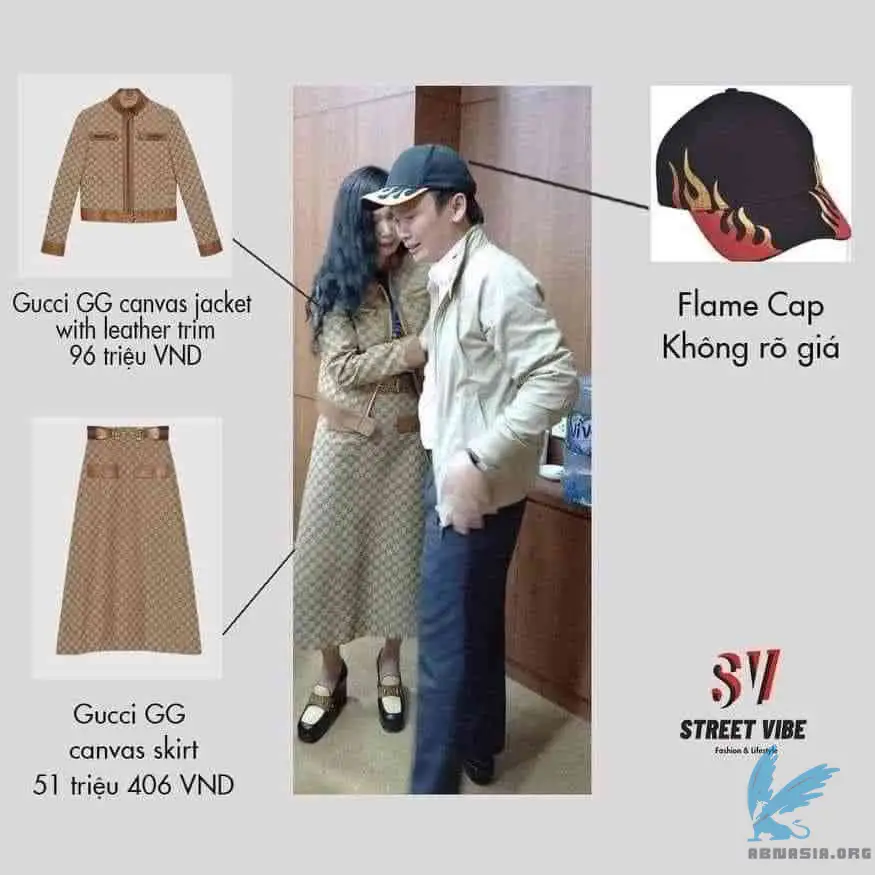 Gucci GG canvas jacket
with leather trim
96 triệu VND
Flame Cap
Không rõ giá
Gucci GG
canvas skirt
51 triệu 406 VND
SV
STREET VIBE
Fashion & Lifestyle
ABNASIA.ORG